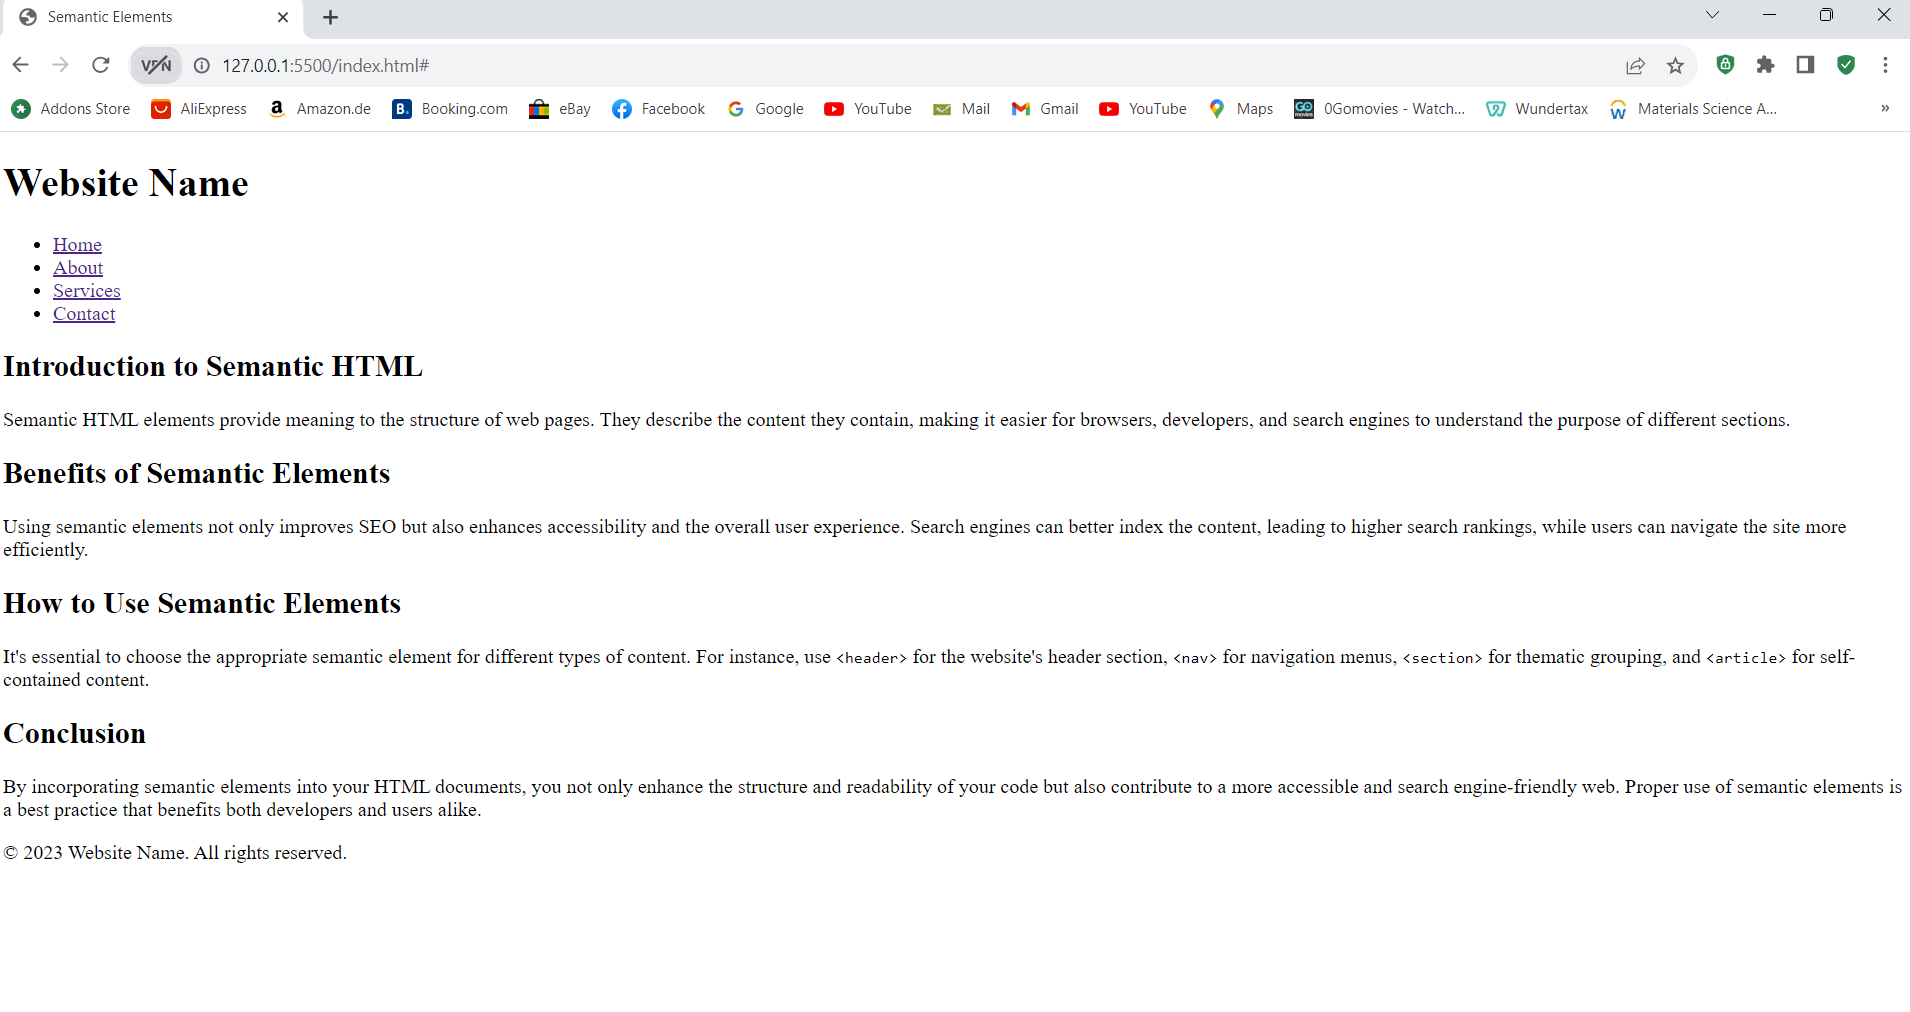 Semantic Elements
VPN 127.0.0.1:5500/index.html#
Addons Store AliExpress a Amazon.de B. Booking.com eBay Facebook Google YouTube Mail Gmail YouTube Maps GO movies 0Gomovies - Watch... Wundertax W Materials Science A... »
Website Name
• Home
• About
• Services
• Contact
Introduction to Semantic HTML
Semantic HTML elements provide meaning to the structure of web pages. They describe the content they contain, making it easier for browsers, developers, and search engines to understand the purpose of different sections.
Benefits of Semantic Elements
Using semantic elements not only improves SEO but also enhances accessibility and the overall user experience. Search engines can better index the content, leading to higher search rankings, while users can navigate the site more
efficiently.
How to Use Semantic Elements
It's essential to choose the appropriate semantic element for different types of content. For instance, use <header> for the website's header section, <nav> for navigation menus, <section> for thematic grouping, and <article> for self-
contained content.
Conclusion
By incorporating semantic elements into your HTML documents, you not only enhance the structure and readability of your code but also contribute to a more accessible and search engine-friendly web. Proper use of semantic elements is
a best practice that benefits both developers and users alike.
© 2023 Website Name. All rights reserved.